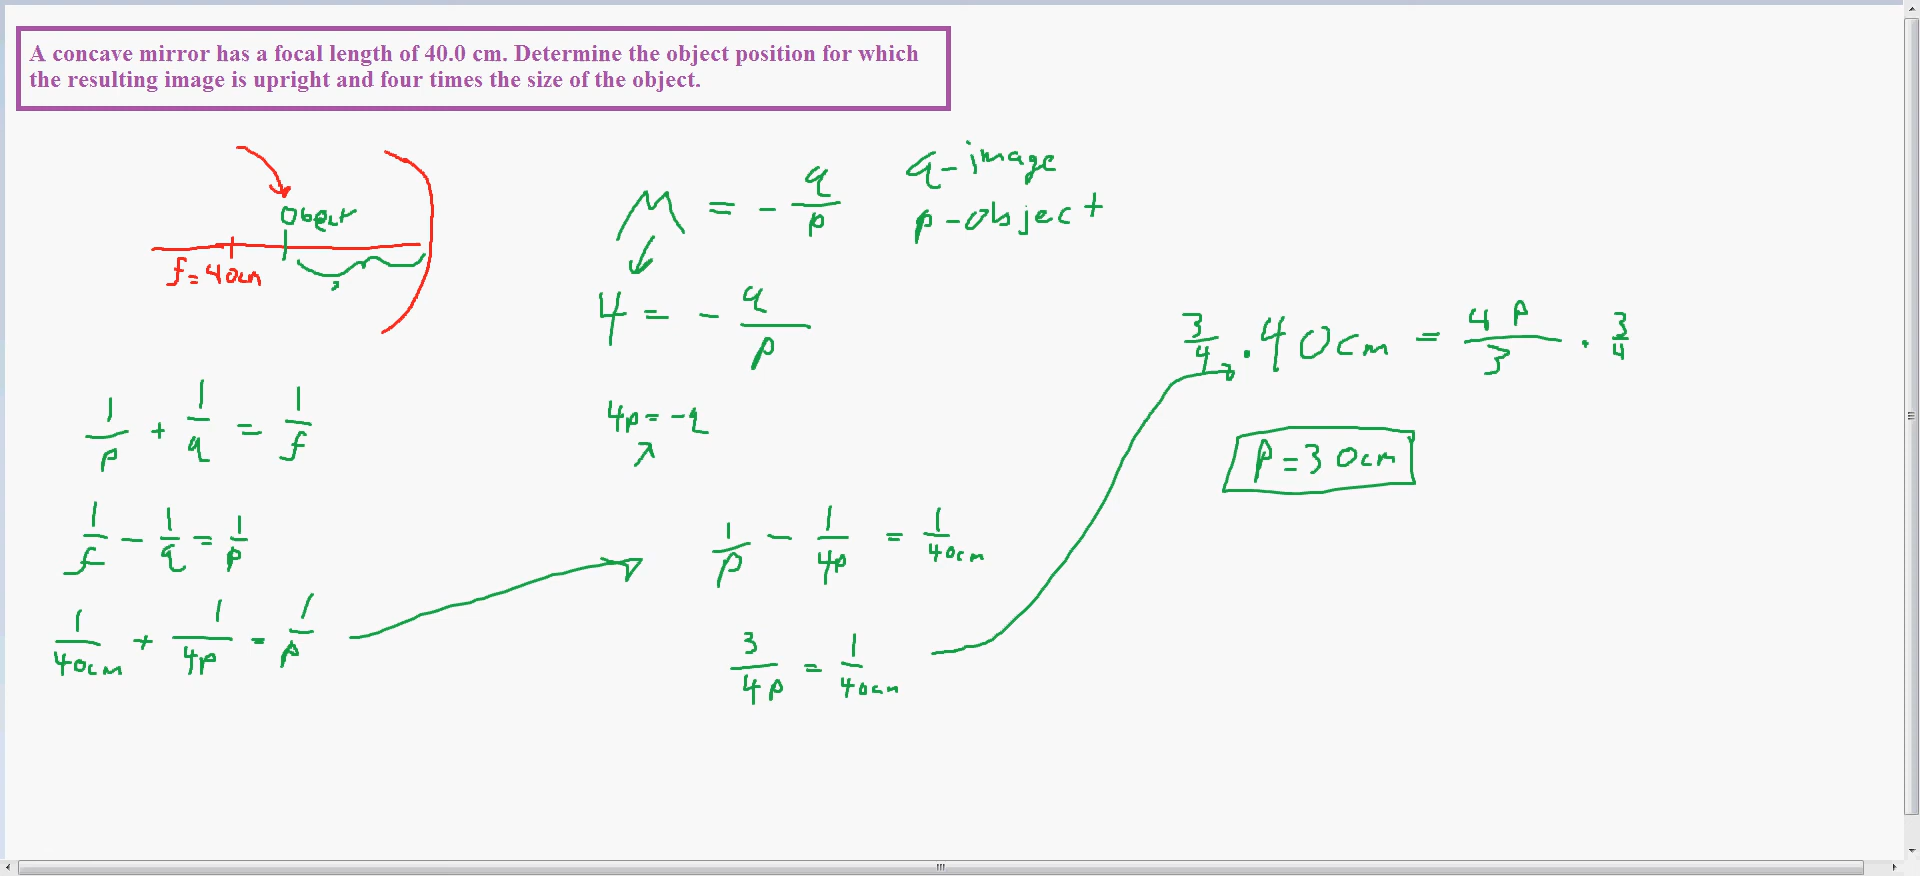 A concave mirror has a focal length of 40.0 cm. Determine the object position for which
the resulting image is upright and four times the size of the object.
Object
f = 40cm
?
1/p + 1/q = 1/f
1/f - 1/q = 1/p
1/40cm + 1/4p = 1/p
M = - q/p
q - image
p - object
4 = - q/p
4p = -q
1/p - 1/4p = 1/40cm
3/4p = 1/40cm
3/4 . 40cm = 4p/3 . 3/4
p = 30cm